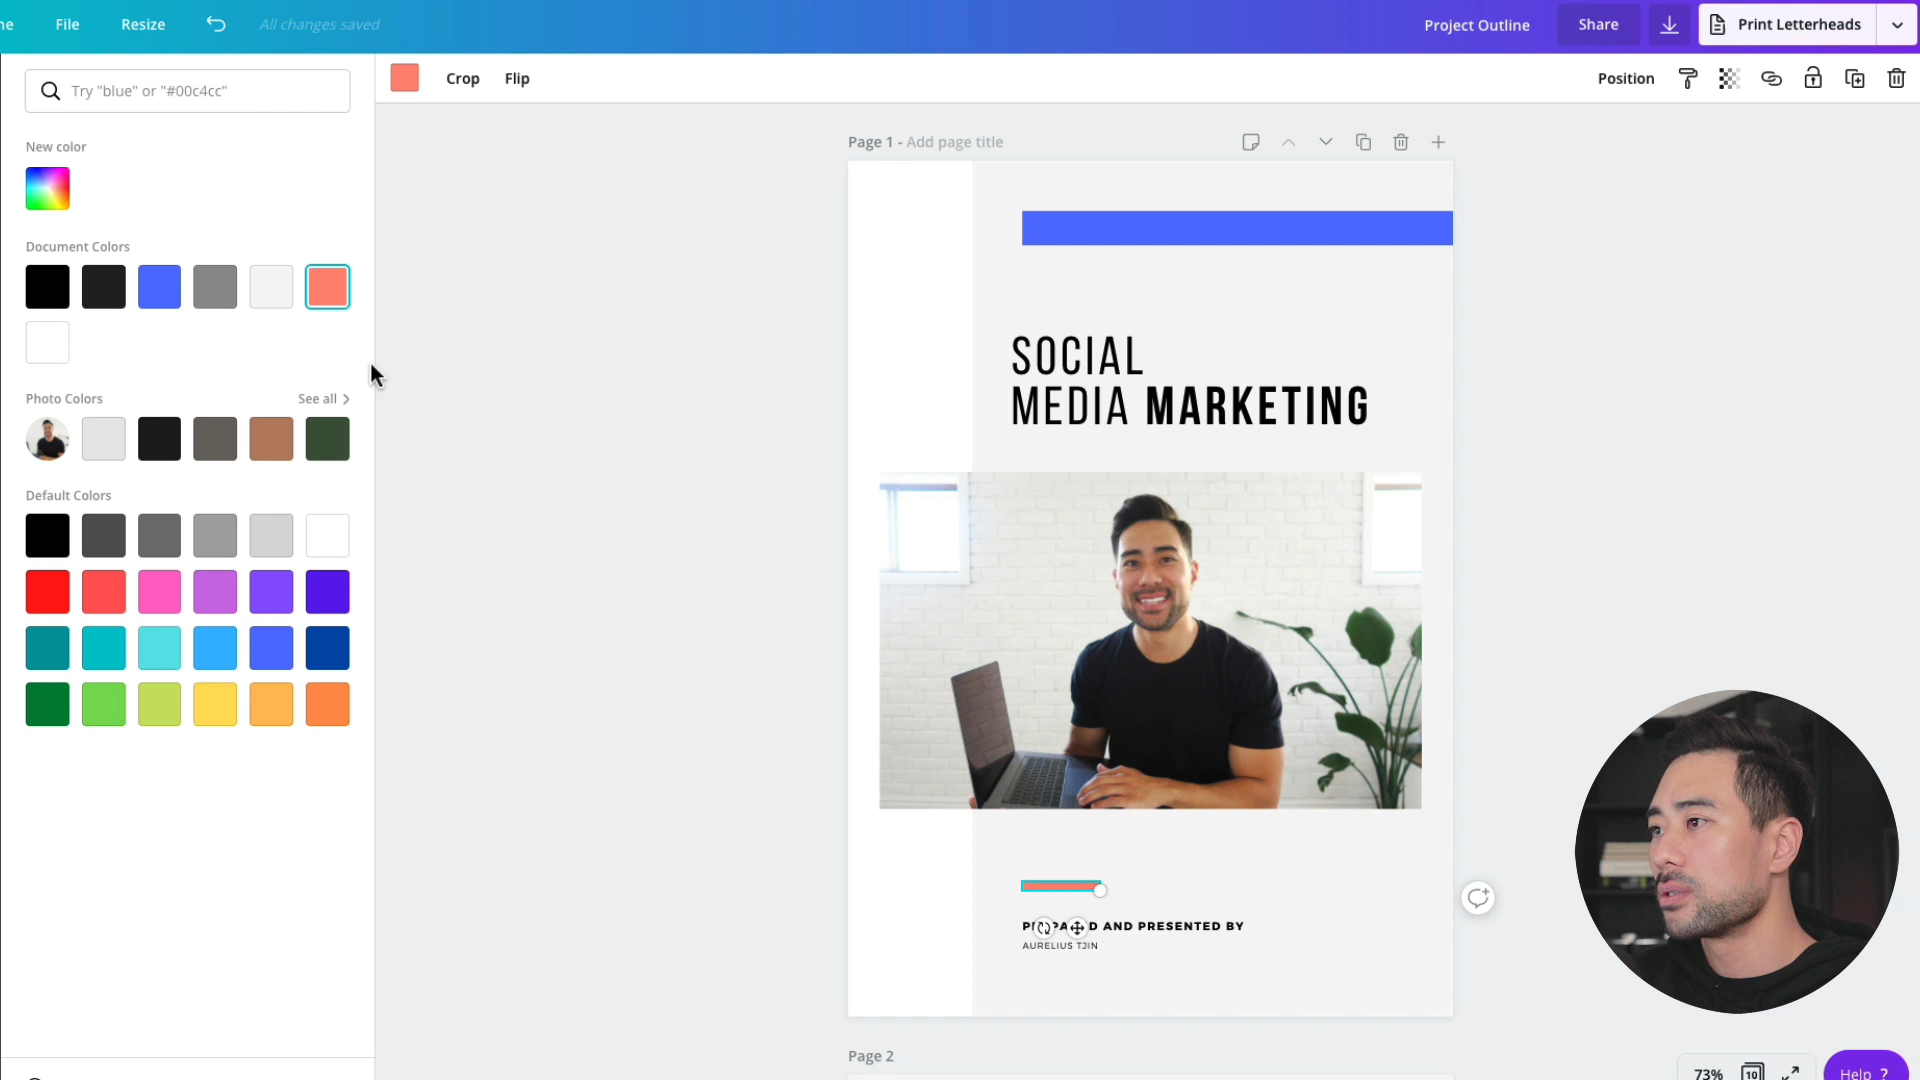 File
Resize
All changes saved
Project Outline
Share
Print Letterheads
Try "blue" or "#00c4cc"
Crop
Flip
Position
New color
Document Colors
Photo Colors
See all
Default Colors
Page 1 - Add page title
SOCIAL
MEDIA MARKETING
AND PRESENTED BY
AURELIUS TJIN
Page 2
73%
10
Help ?